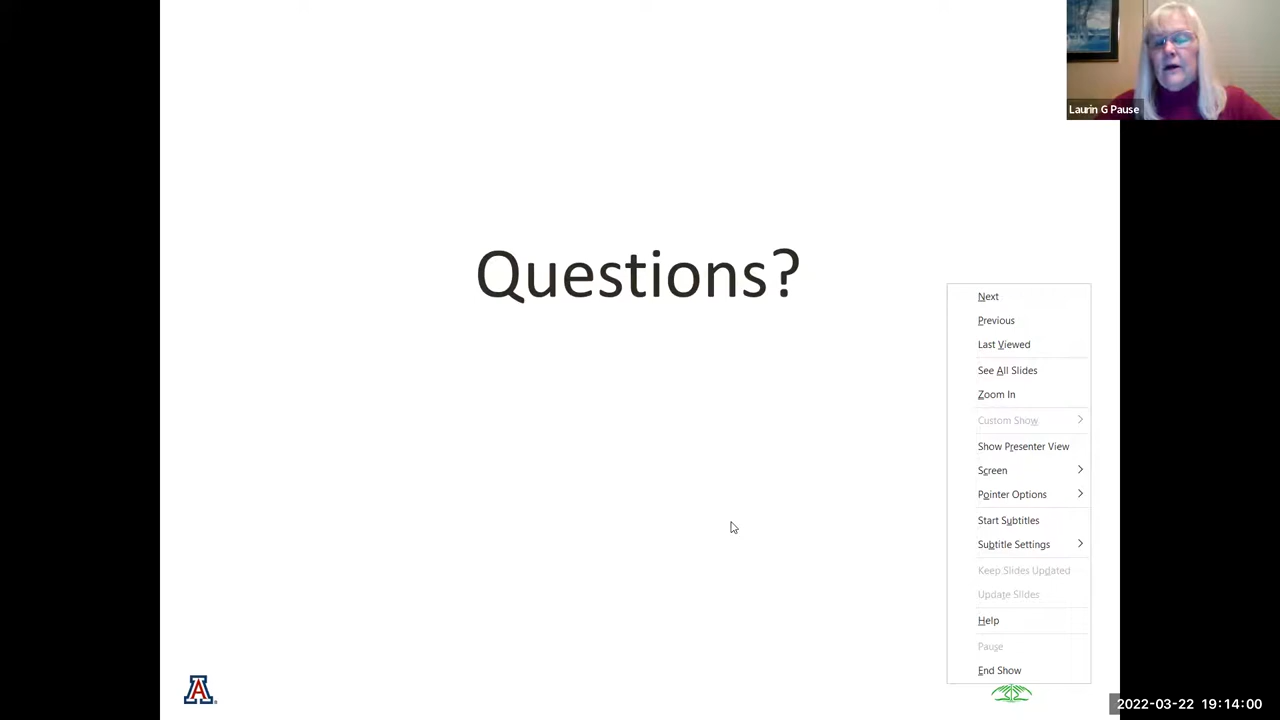 Laurin G Pause
Questions?
Next
Previous
Last Viewed
See All Slides
Zoom In
Custom Show
Show Presenter View
Screen
Pointer Options
Start Subtitles
Subtitle Settings
Keep Slides Updated
Update Slides
Help
Pause
End Show
A
2022-03-22 19:14:00